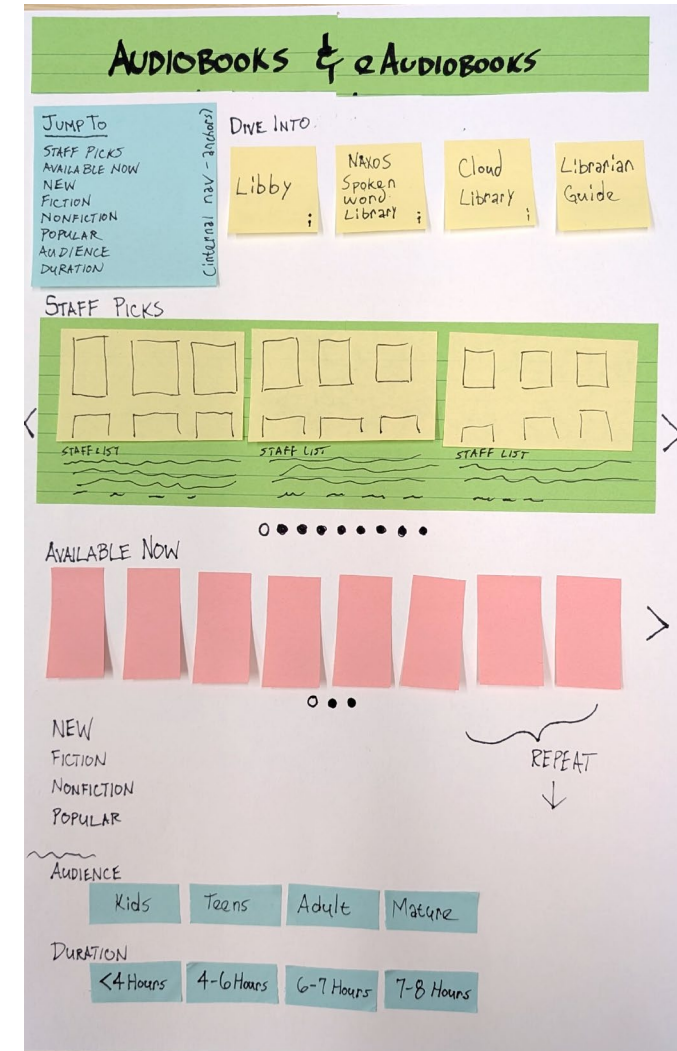 AUDIOBOOKS & eAUDIOBOOKS
JUMP TO
STAFF PICKS
AVAILABLE NOW
NEW
FICTION
NONFICTION
POPULAR
AUDIENCE
DURATION
(internal nav - anchors)
DIVE INTO
Libby
i
NAXOS
Spoken
word
Library i
Cloud
Library i
Librarian
Guide
STAFF PICKS
<
>
STAFF LIST
STAFF LIST
STAFF LIST
AVAILABLE NOW
>
NEW
FICTION
NONFICTION
POPULAR
REPEAT
AUDIENCE
Kids
Teens
Adult
Mature
DURATION
<4 Hours
4-6 Hours
6-7 Hours
7-8 Hours